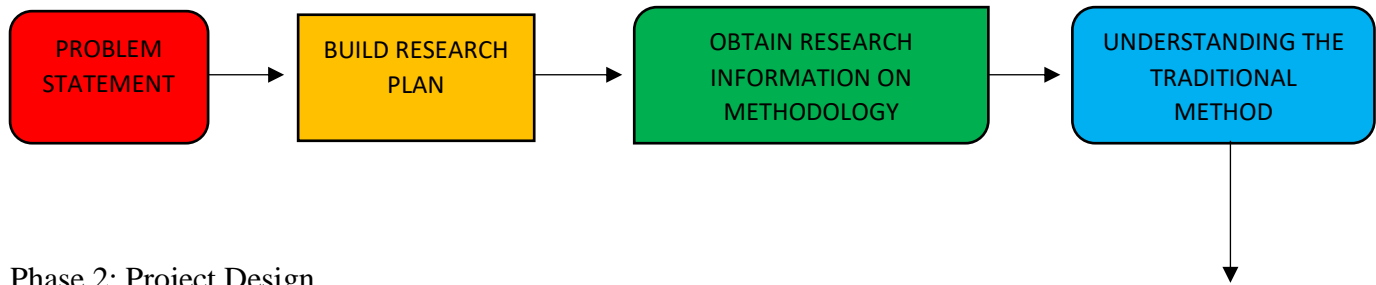 PROBLEM
STATEMENT
BUILD RESEARCH
PLAN
OBTAIN RESEARCH
INFORMATION ON
METHODOLOGY
UNDERSTANDING THE
TRADITIONAL
METHOD
Phase 2: Project Design